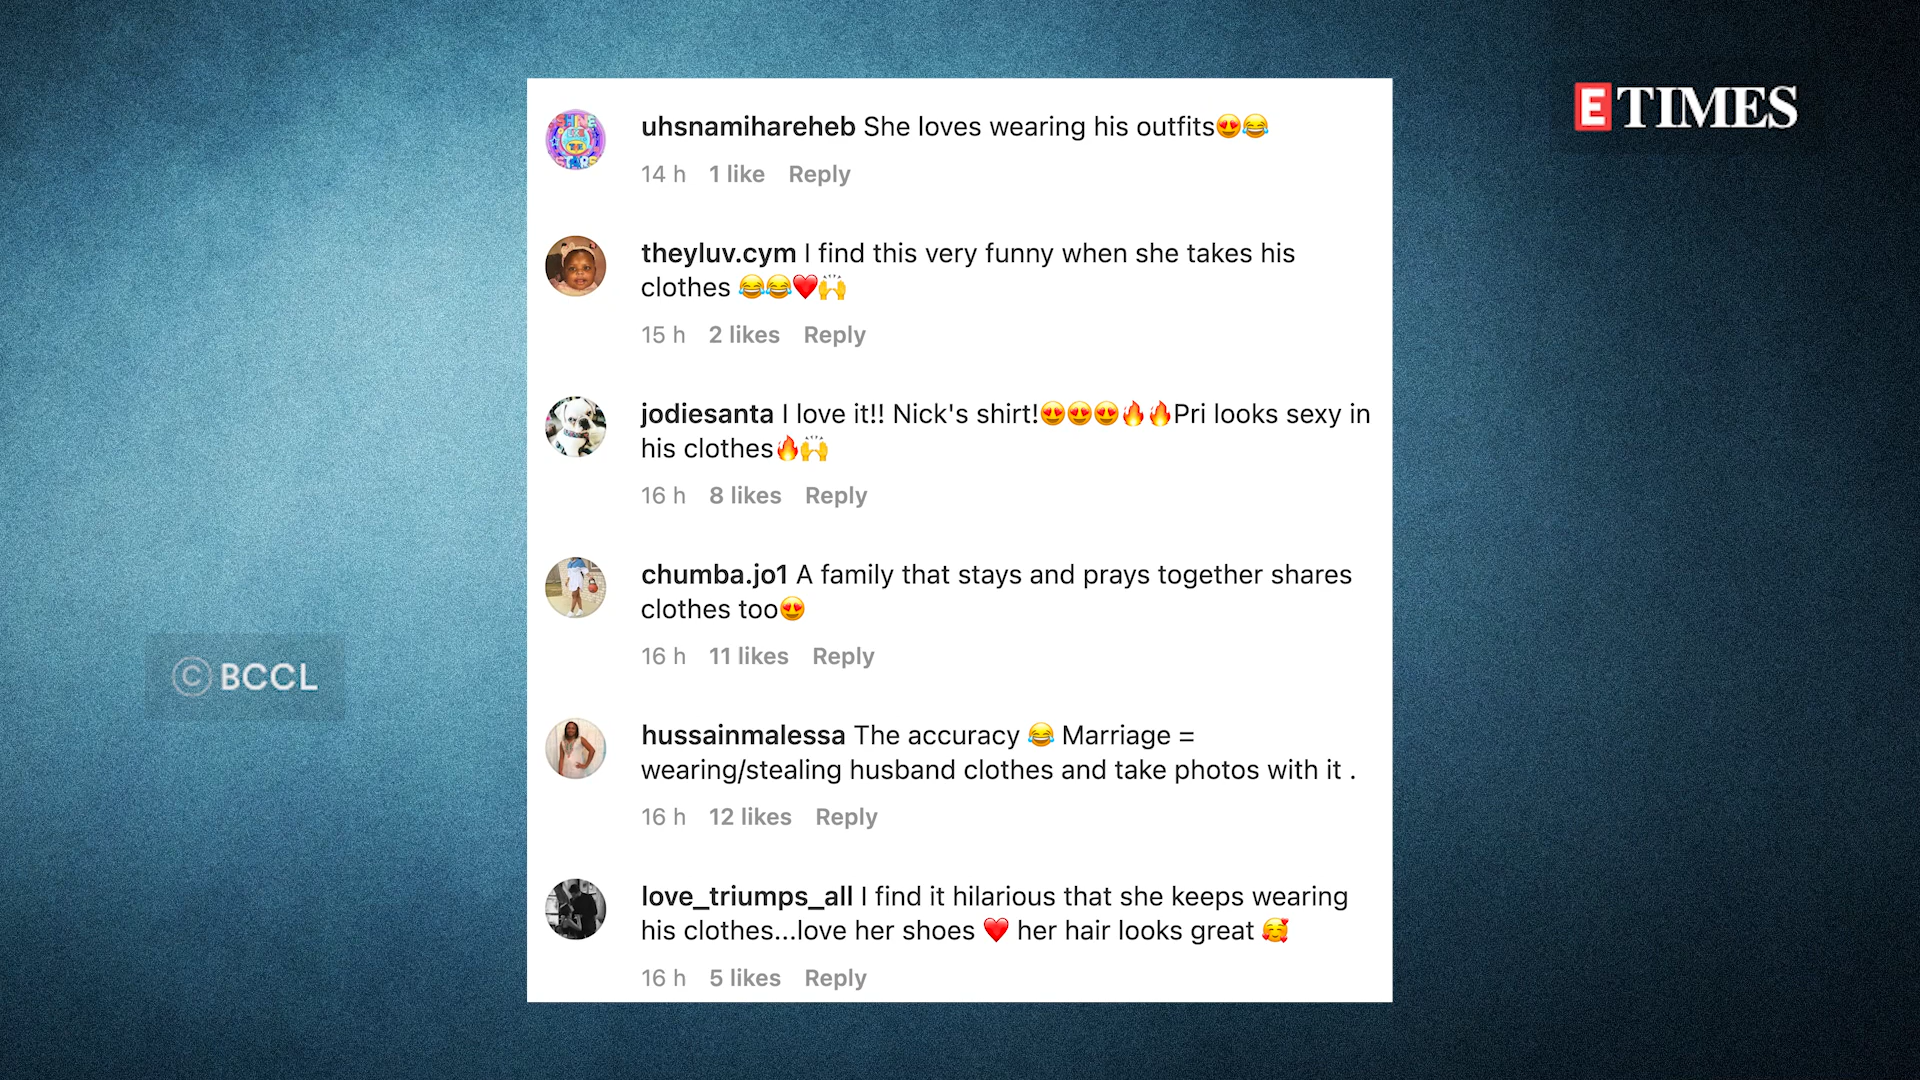 E TIMES
uhsnamihareheb She loves wearing his outfits😍😂
14 h 1 like Reply
theyluv.cym I find this very funny when she takes his
clothes 😂😂❤️🙌
15 h 2 likes Reply
jodiesanta I love it!! Nick's shirt!😍😍😍🔥🔥Pri looks sexy in
his clothes🔥🙌
16 h 8 likes Reply
chumba.jo1 A family that stays and prays together shares
clothes too😍
16 h 11 likes Reply
© BCCL
hussainmalessa The accuracy 😂 Marriage =
wearing/stealing husband clothes and take photos with it .
16 h 12 likes Reply
love_triumps_all I find it hilarious that she keeps wearing
his clothes...love her shoes ❤️ her hair looks great 🥰
16 h 5 likes Reply